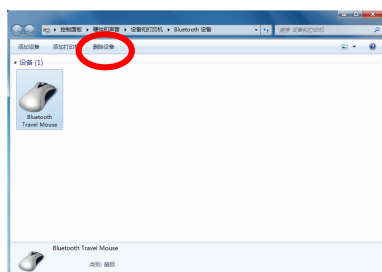 控制面板 ▸ 硬件和声音 ▸ 设备和打印机 ▸ Bluetooth 设备
搜索 设备和打印机
添加设备 添加打印机 删除设备
设备 (1)
Bluetooth
Travel Mouse
Bluetooth Travel Mouse
类别: 鼠标